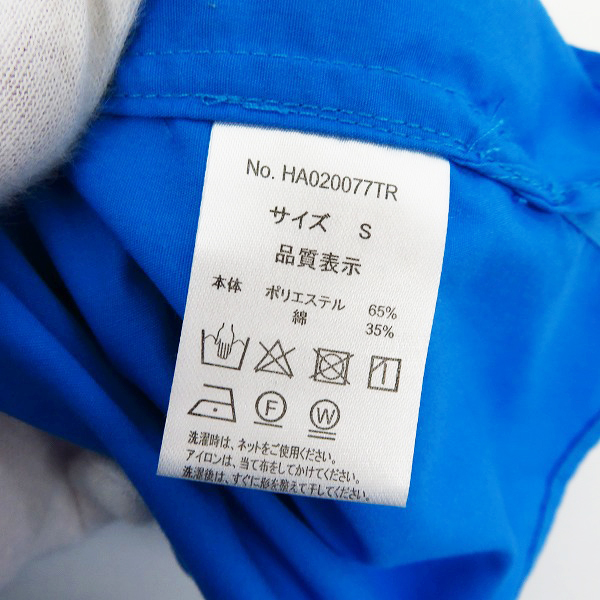 No. HA020077TR
サイズ S
品質表示
本体 ポリエステル 65%
綿 35%
F W
洗濯時は、ネットをご使用ください。
アイロンは、当て布をしてかけてください。
洗濯後は、すぐに形を整えて干してください。